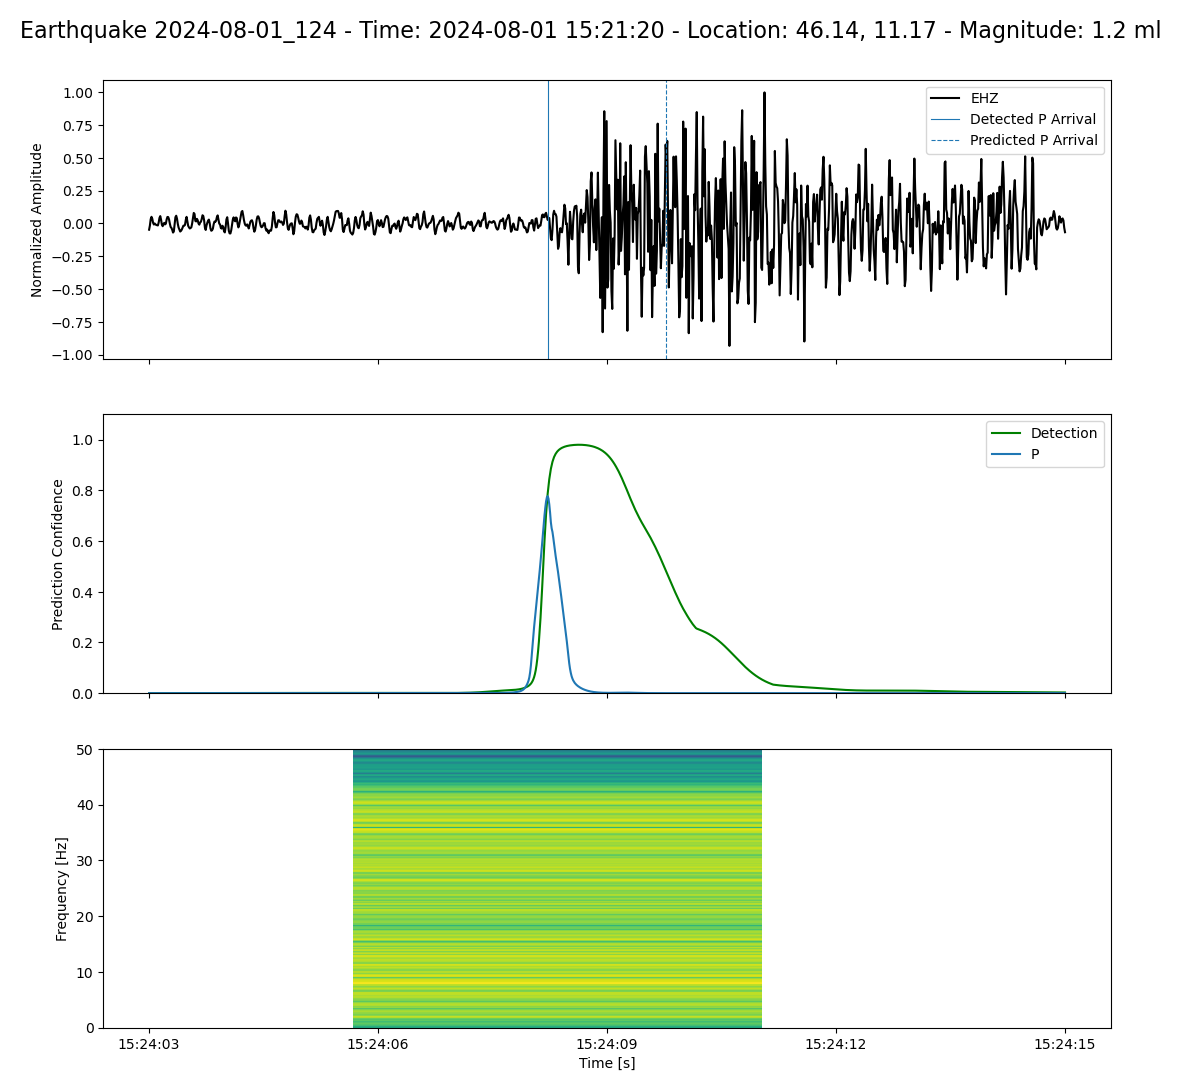 Earthquake 2024-08-01_124 - Time: 2024-08-01 15:21:20 - Location: 46.14, 11.17 - Magnitude: 1.2 ml
Normalized Amplitude
1.00
0.75
0.50
0.25
0.00
−0.25
−0.50
−0.75
−1.00
EHZ
Detected P Arrival
Predicted P Arrival
Prediction Confidence
1.0
0.8
0.6
0.4
0.2
0.0
Detection
P
Frequency [Hz]
50
40
30
20
10
0
15:24:03
15:24:06
15:24:09
15:24:12
15:24:15
Time [s]